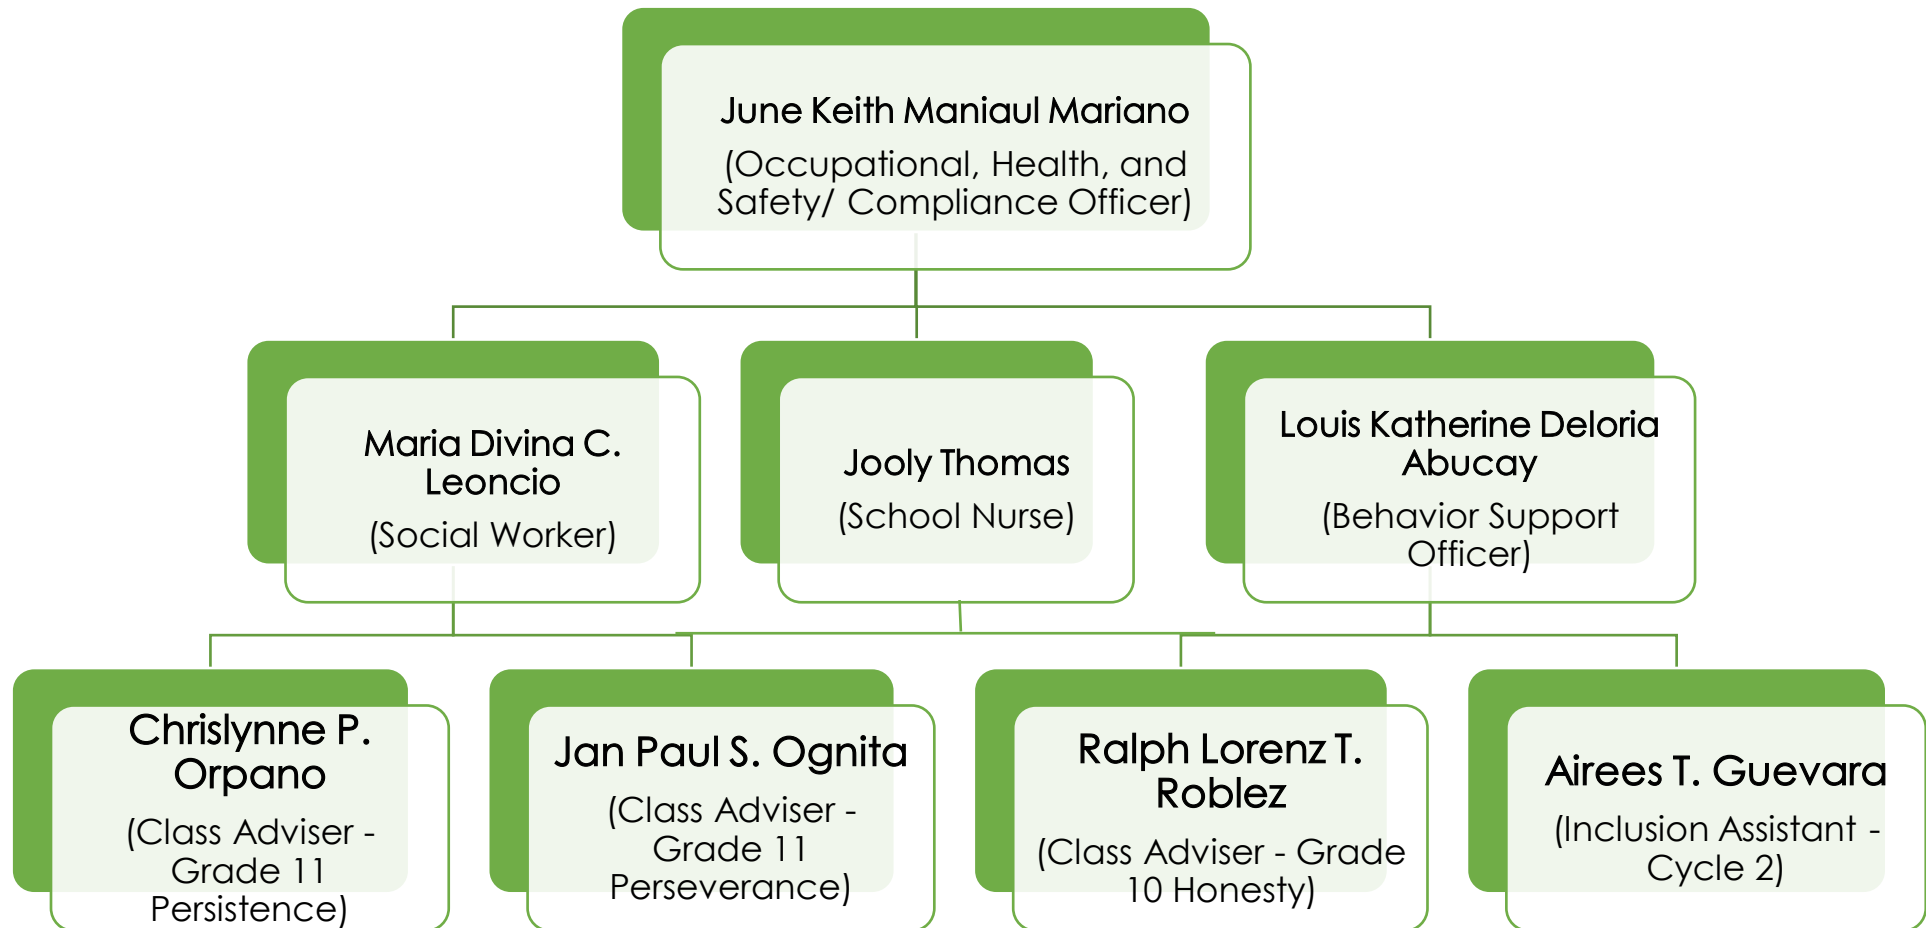 June Keith Maniaul Mariano
(Occupational, Health, and
Safety/ Compliance Officer)
Maria Divina C.
Leoncio
(Social Worker)
Jooly Thomas
(School Nurse)
Louis Katherine Deloria
Abucay
(Behavior Support
Officer)
Chrislynne P.
Orpano
(Class Adviser -
Grade 11
Persistence)
Jan Paul S. Ognita
(Class Adviser -
Grade 11
Perseverance)
Ralph Lorenz T.
Roblez
(Class Adviser - Grade
10 Honesty)
Airees T. Guevara
(Inclusion Assistant -
Cycle 2)